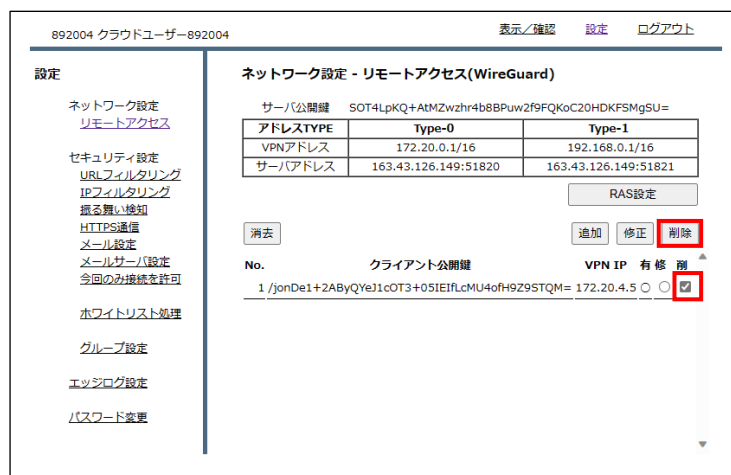 892004 クラウドユーザー892004
表示／確認 設定 ログアウト
設定
ネットワーク設定
リモートアクセス
セキュリティ設定
URLフィルタリング
IPフィルタリング
振る舞い検知
HTTPS通信
メール設定
メールサーバ設定
今回のみ接続を許可
ホワイトリスト処理
グループ設定
エッジログ設定
パスワード変更
ネットワーク設定 - リモートアクセス(WireGuard)
サーバ公開鍵 SOT4LpKQ+AtMZwzhr4b8BPuw2f9FQKoC20HDKFSMgSU=
アドレスTYPE Type-0 Type-1
VPNアドレス 172.20.0.1/16 192.168.0.1/16
サーバアドレス 163.43.126.149:51820 163.43.126.149:51821
RAS設定
消去 追加 修正 削除
No. クライアント公開鍵 VPN IP 有 修 削
1 /jonDe1+2AByQYeJ1cOT3+05IEIfLcMU4ofH9Z9STQM= 172.20.4.5